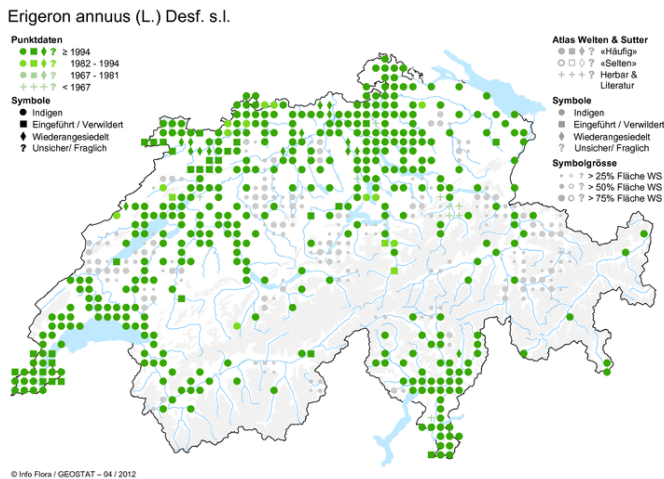 Erigeron annuus (L.) Desf. s.l.
Punktdaten
? ≥ 1994
? 1982 - 1994
? 1967 - 1981
+ + + ? < 1967
Symbole
Indigen
Eingeführt / Verwildert
Wiederangesiedelt
? Unsicher/ Fraglich
Atlas Welten & Sutter
? «Häufig»
? «Selten»
+ + + ? Herbar &
Literatur
Symbole
Indigen
Eingeführt / Verwildert
Wiederangesiedelt
? Unsicher/ Fraglich
Symbolgrösse
? > 25% Fläche WS
? > 50% Fläche WS
? > 75% Fläche WS
© Info Flora / GEOSTAT – 04 / 2012